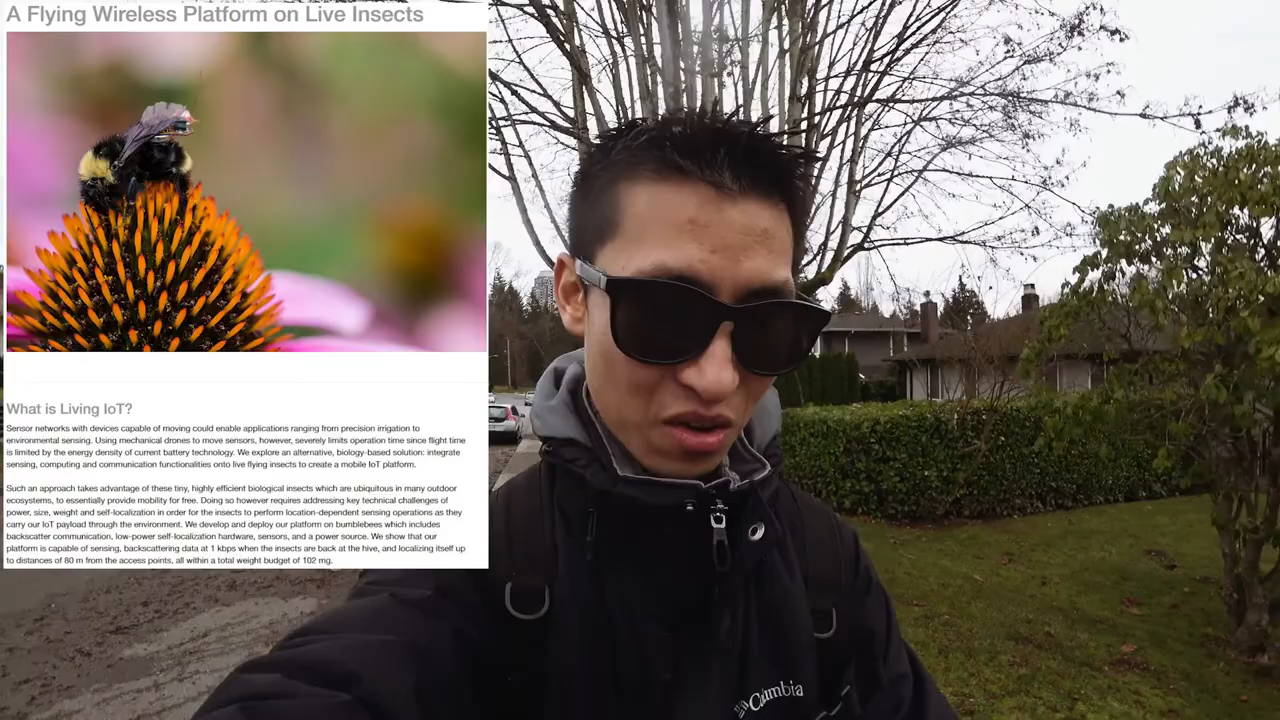 A Flying Wireless Platform on Live Insects
What is Living IoT?
Sensor networks with devices capable of moving could enable applications ranging from precision irrigation to
environmental sensing. Using mechanical drones to move sensors, however, severely limits operation time since flight time
is limited by the energy density of current battery technology. We explore an alternative, biology-based solution: integrate
sensing, computing and communication functionalities onto live flying insects to create a mobile IoT platform.
Such an approach takes advantage of these tiny, highly efficient biological insects which are ubiquitous in many outdoor
ecosystems, to essentially provide mobility for free. Doing so however requires addressing key technical challenges of
power, size, weight and self-localization in order for the insects to perform location-dependent sensing operations as they
carry our IoT payload through the environment. We develop and deploy our platform on bumblebees which includes
backscatter communication, low-power self-localization hardware, sensors, and a power source. We show that our
platform is capable of sensing, backscattering data at 1 kbps when the insects are back at the hive, and localizing itself up
to distances of 80 m from the access points, all within a total weight budget of 102 mg.
Columbia